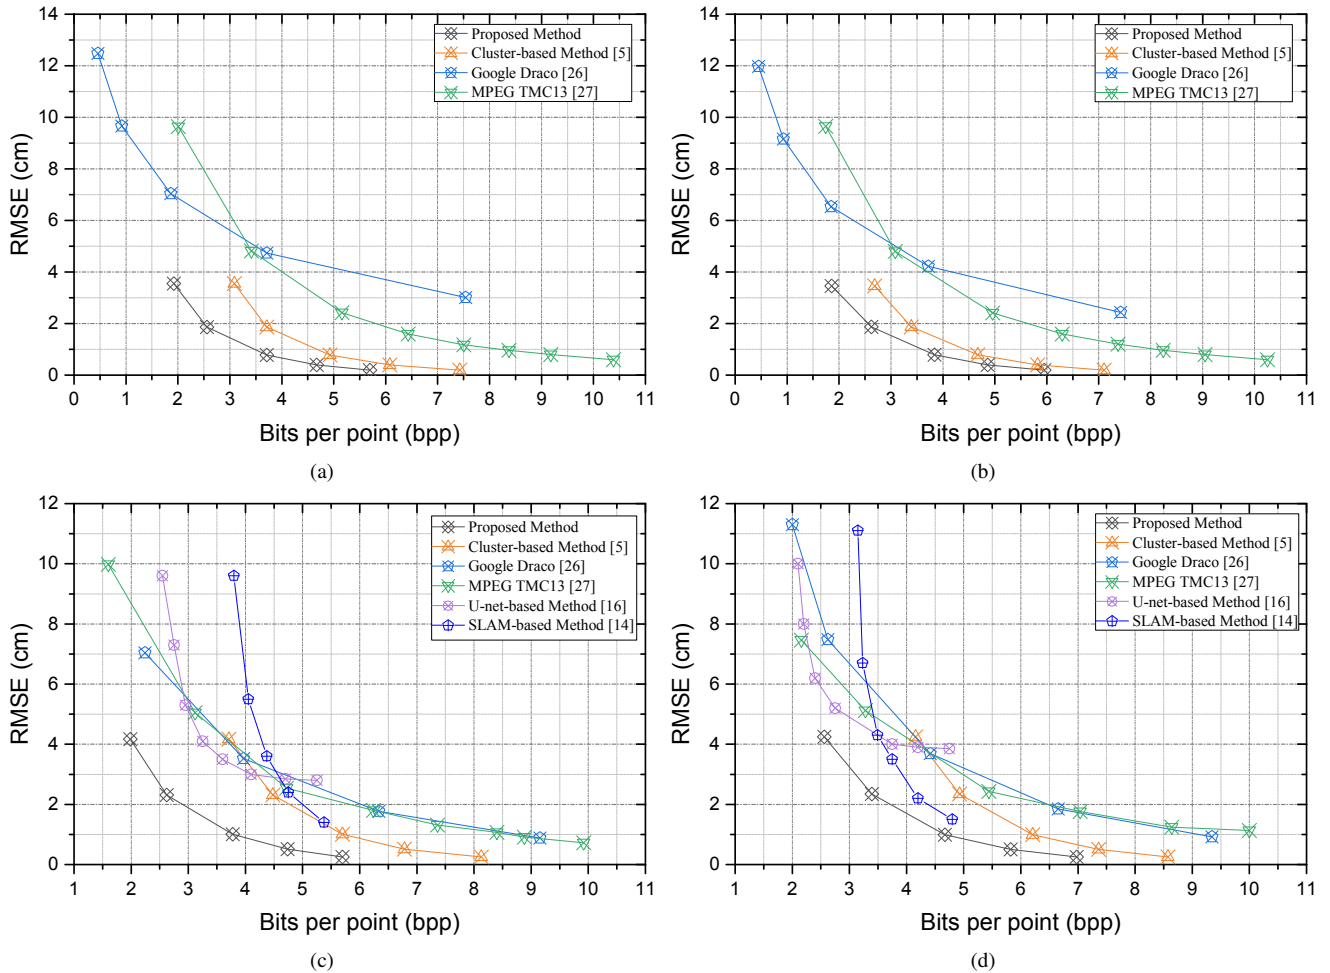 14
12
10
8
6
4
2
0
RMSE (cm)
Proposed Method
Cluster-based Method [5]
Google Draco [26]
MPEG TMC13 [27]
0 1 2 3 4 5 6 7 8 9 10 11
Bits per point (bpp)
(a)
14
12
10
8
6
4
2
0
RMSE (cm)
Proposed Method
Cluster-based Method [5]
Google Draco [26]
MPEG TMC13 [27]
0 1 2 3 4 5 6 7 8 9 10 11
Bits per point (bpp)
(b)
12
10
8
6
4
2
0
RMSE (cm)
Proposed Method
Cluster-based Method [5]
Google Draco [26]
MPEG TMC13 [27]
U-net-based Method [16]
SLAM-based Method [14]
1 2 3 4 5 6 7 8 9 10 11
Bits per point (bpp)
(c)
12
10
8
6
4
2
0
RMSE (cm)
Proposed Method
Cluster-based Method [5]
Google Draco [26]
MPEG TMC13 [27]
U-net-based Method [16]
SLAM-based Method [14]
1 2 3 4 5 6 7 8 9 10 11
Bits per point (bpp)
(d)